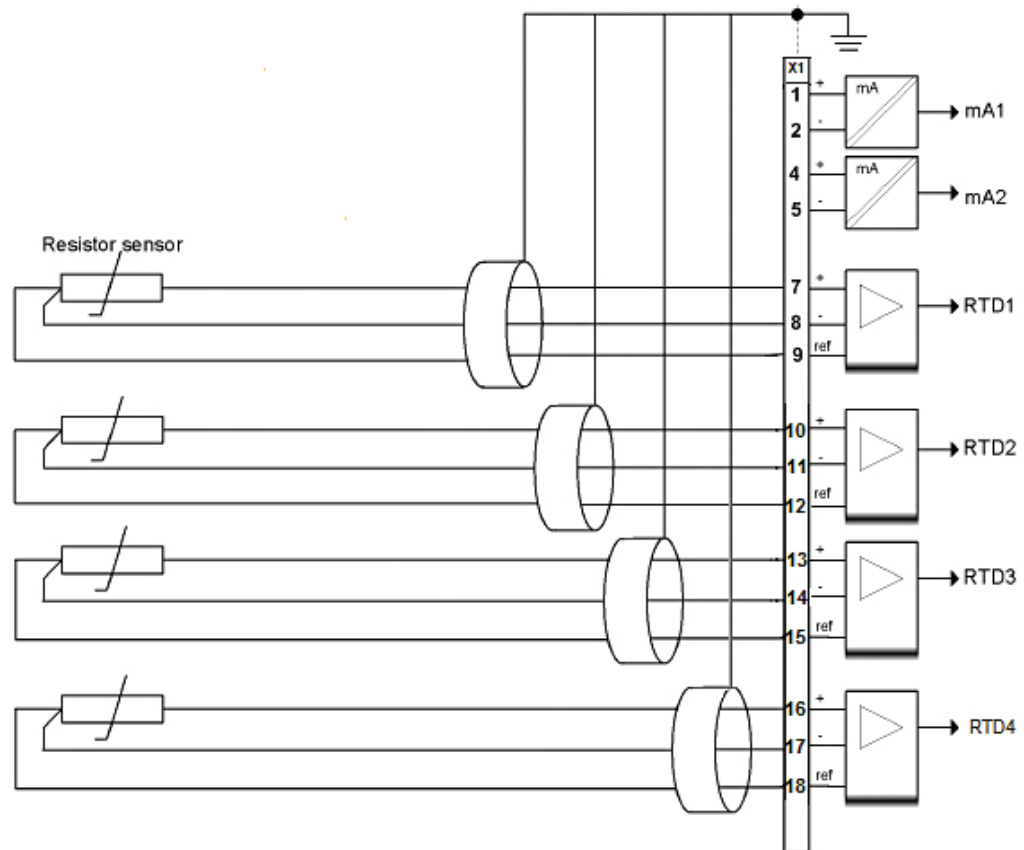 X1
1 + mA mA1
2 -
4 + mA mA2
5 -
Resistor sensor
7 + RTD1
8 -
9 ref
10 + RTD2
11 -
12 ref
13 + RTD3
14 -
15 ref
16 + RTD4
17 -
18 ref